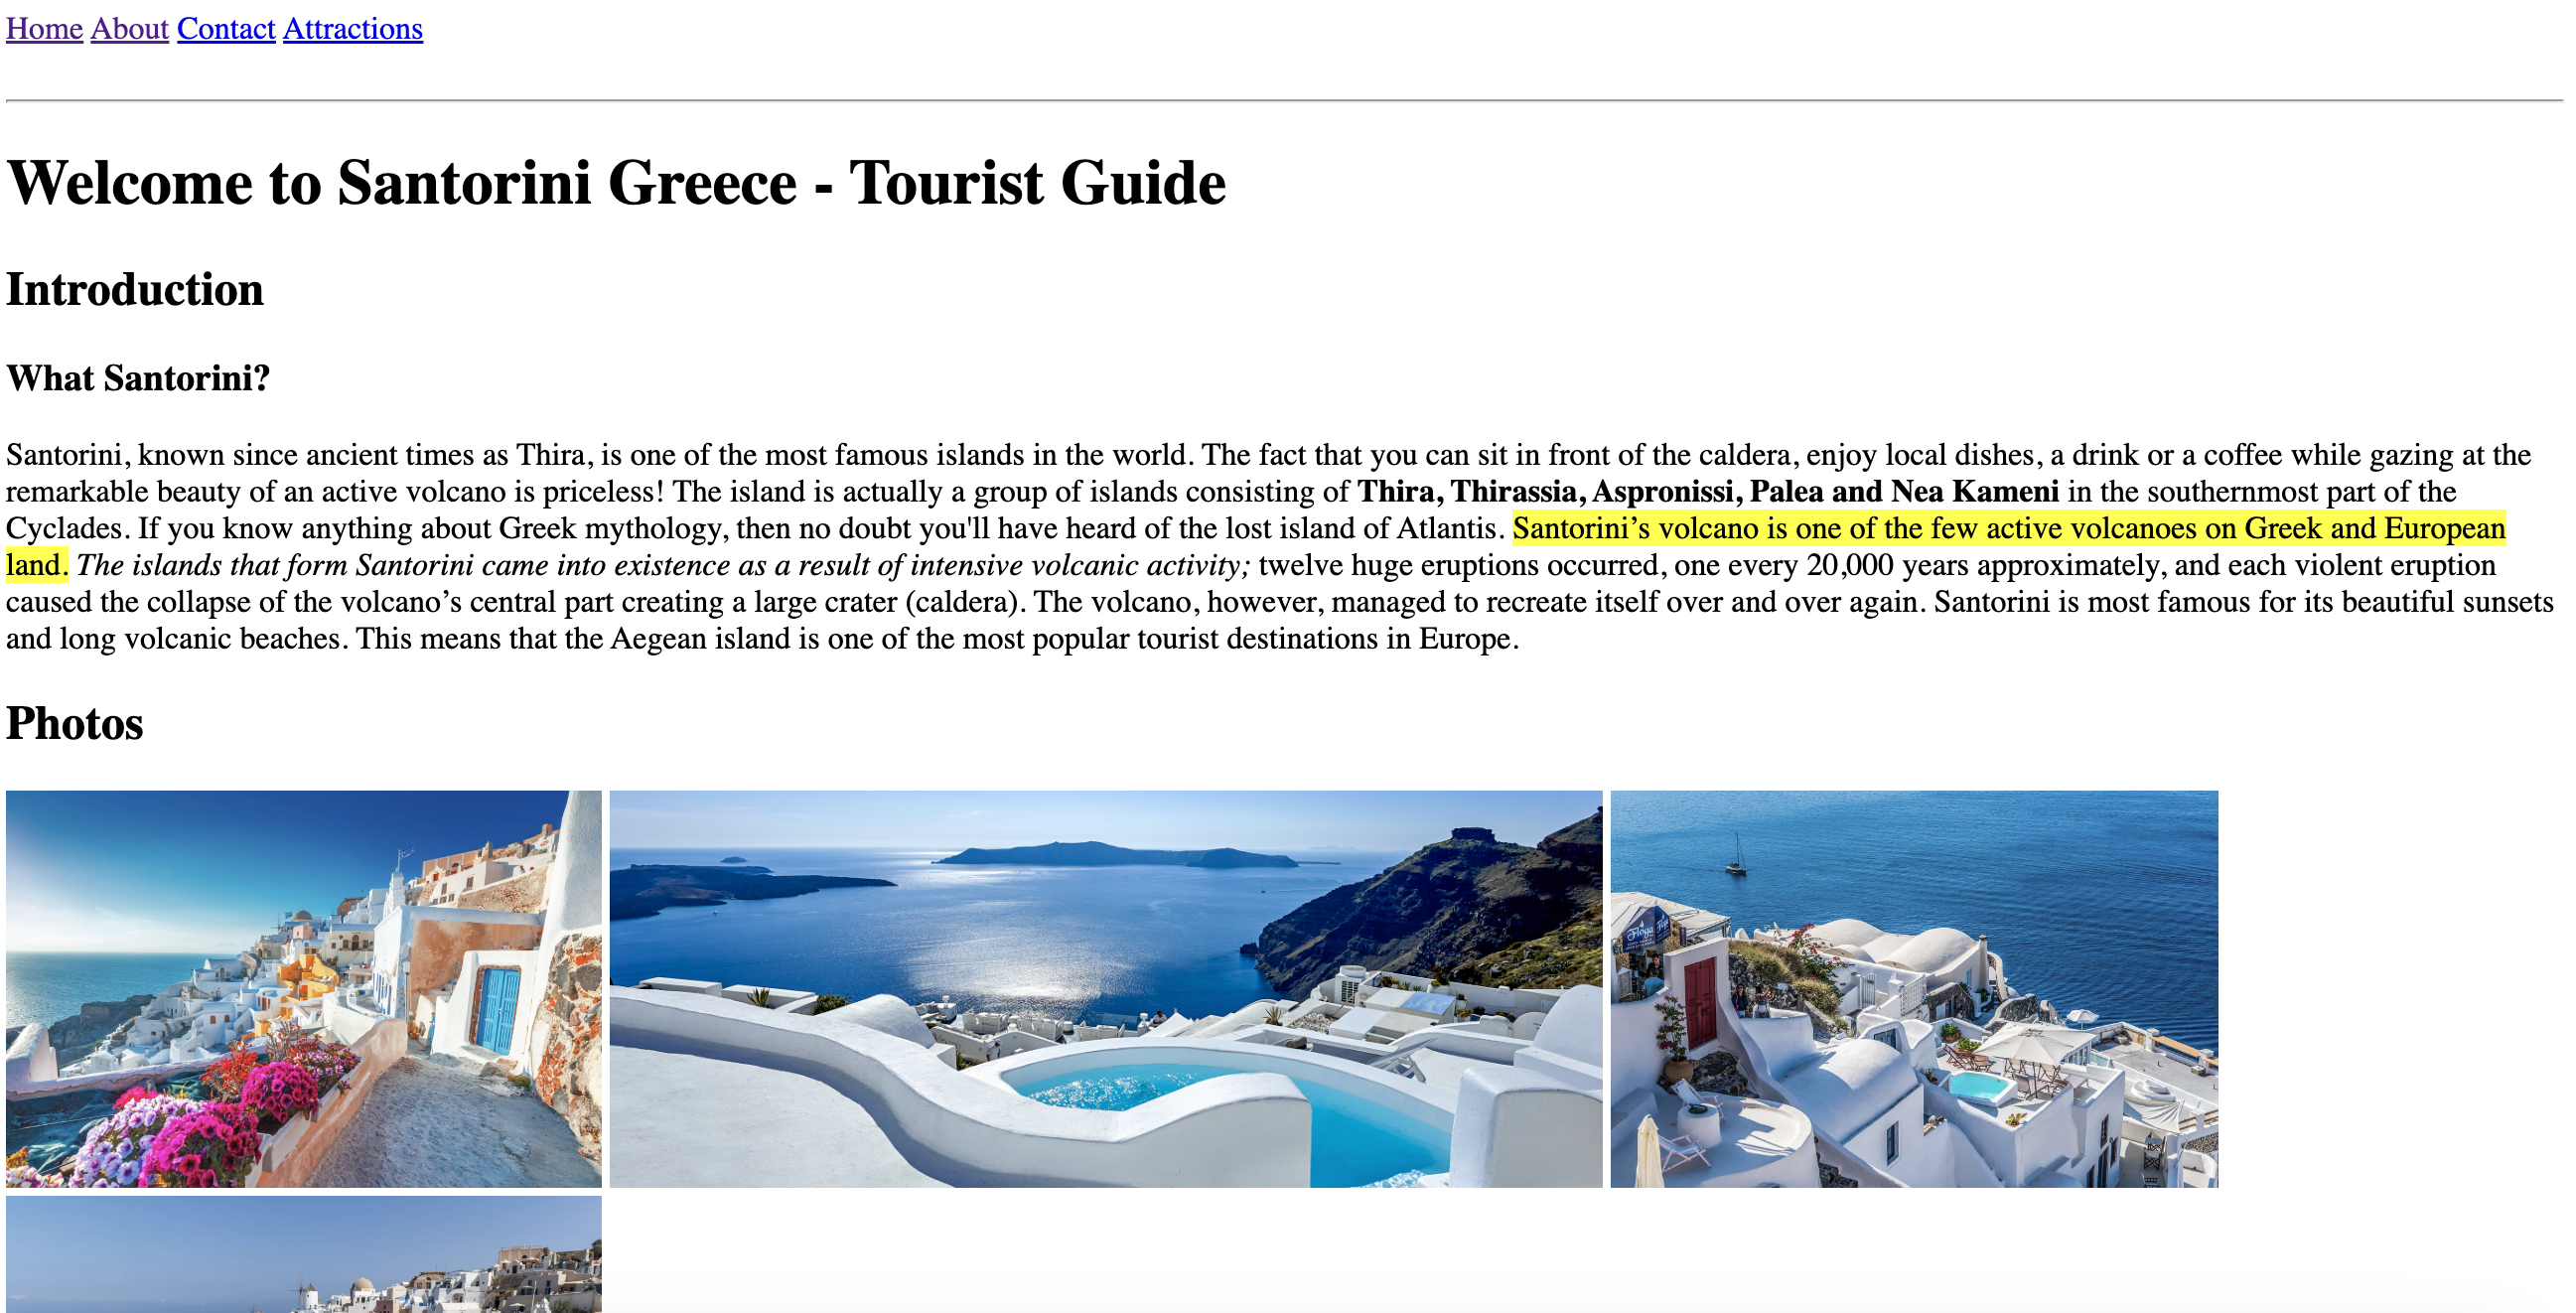 Home About Contact Attractions
Welcome to Santorini Greece - Tourist Guide
Introduction
What Santorini?
Santorini, known since ancient times as Thira, is one of the most famous islands in the world. The fact that you can sit in front of the caldera, enjoy local dishes, a drink or a coffee while gazing at the
remarkable beauty of an active volcano is priceless! The island is actually a group of islands consisting of Thira, Thirassia, Aspronissi, Palea and Nea Kameni in the southernmost part of the
Cyclades. If you know anything about Greek mythology, then no doubt you'll have heard of the lost island of Atlantis. Santorini’s volcano is one of the few active volcanoes on Greek and European
land. The islands that form Santorini came into existence as a result of intensive volcanic activity; twelve huge eruptions occurred, one every 20,000 years approximately, and each violent eruption
caused the collapse of the volcano’s central part creating a large crater (caldera). The volcano, however, managed to recreate itself over and over again. Santorini is most famous for its beautiful sunsets
and long volcanic beaches. This means that the Aegean island is one of the most popular tourist destinations in Europe.
Photos